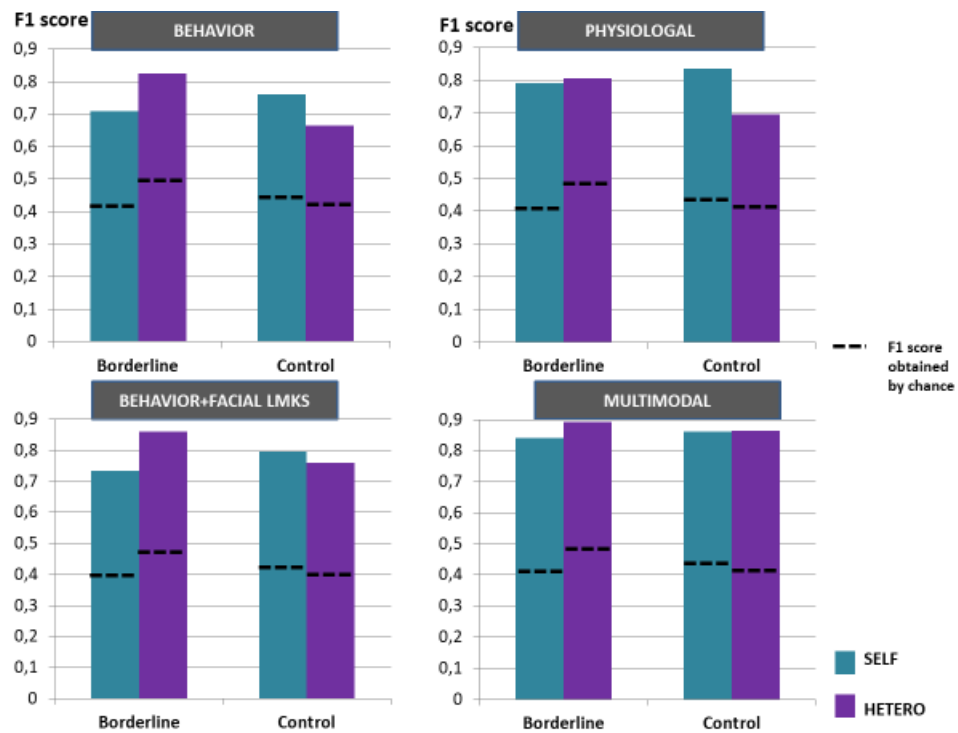 F1 score
BEHAVIOR
0,9
0,8
0,7
0,6
0,5
0,4
0,3
0,2
0,1
0
Borderline
Control
F1 score
PHYSIOLOGAL
0,9
0,8
0,7
0,6
0,5
0,4
0,3
0,2
0,1
0
Borderline
Control
F1 score
obtained
by chance
BEHAVIOR+FACIAL LMKS
0,9
0,8
0,7
0,6
0,5
0,4
0,3
0,2
0,1
0
Borderline
Control
MULTIMODAL
0,9
0,8
0,7
0,6
0,5
0,4
0,3
0,2
0,1
0
Borderline
Control
SELF
HETERO